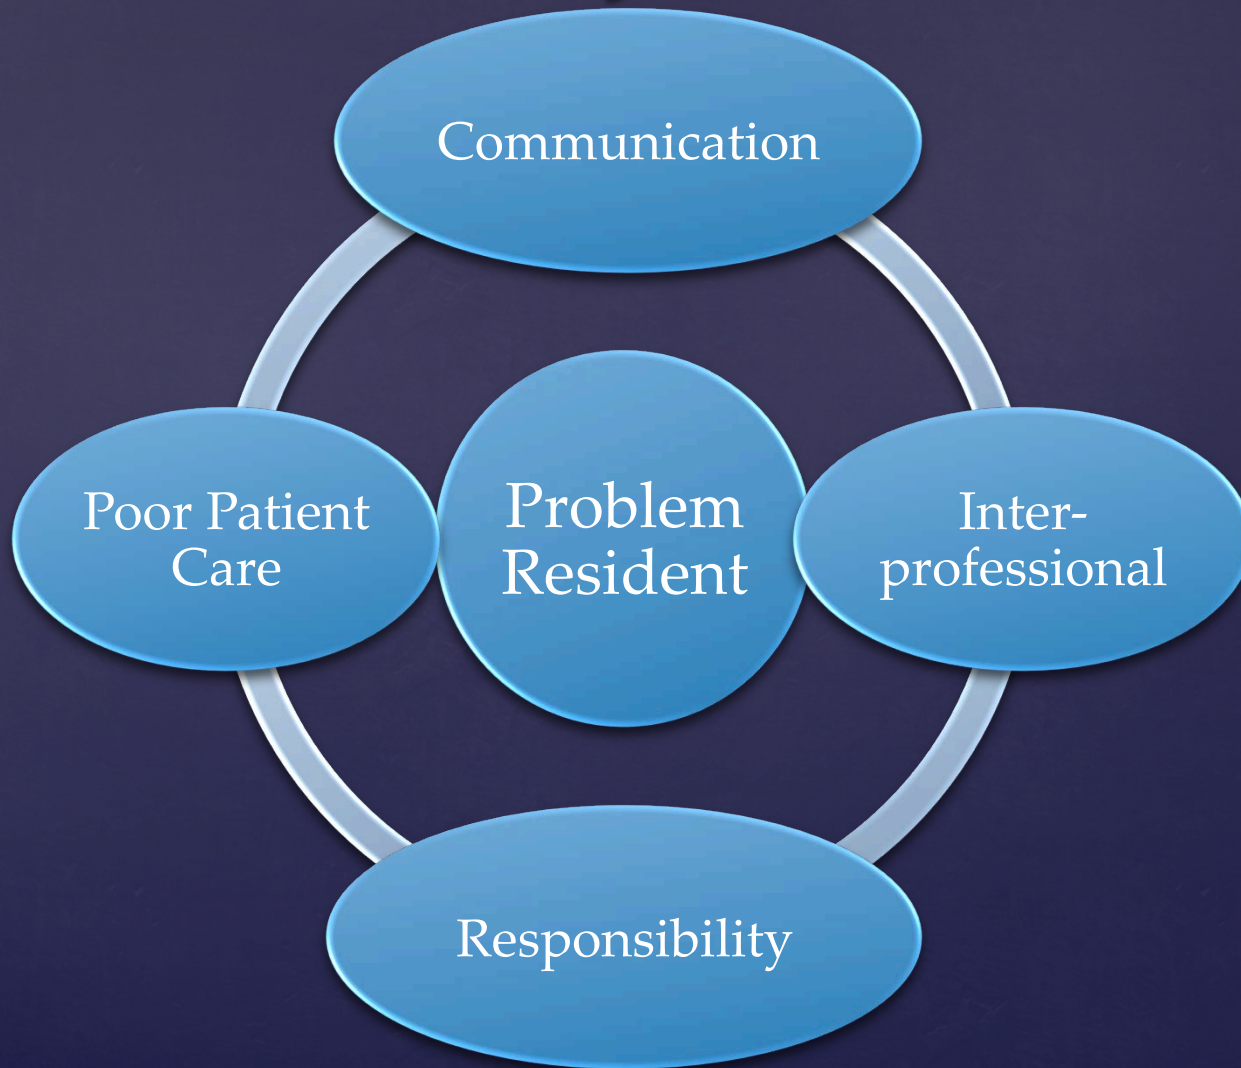 Communication
Poor Patient
Care
Problem
Resident
Inter-
professional
Responsibility